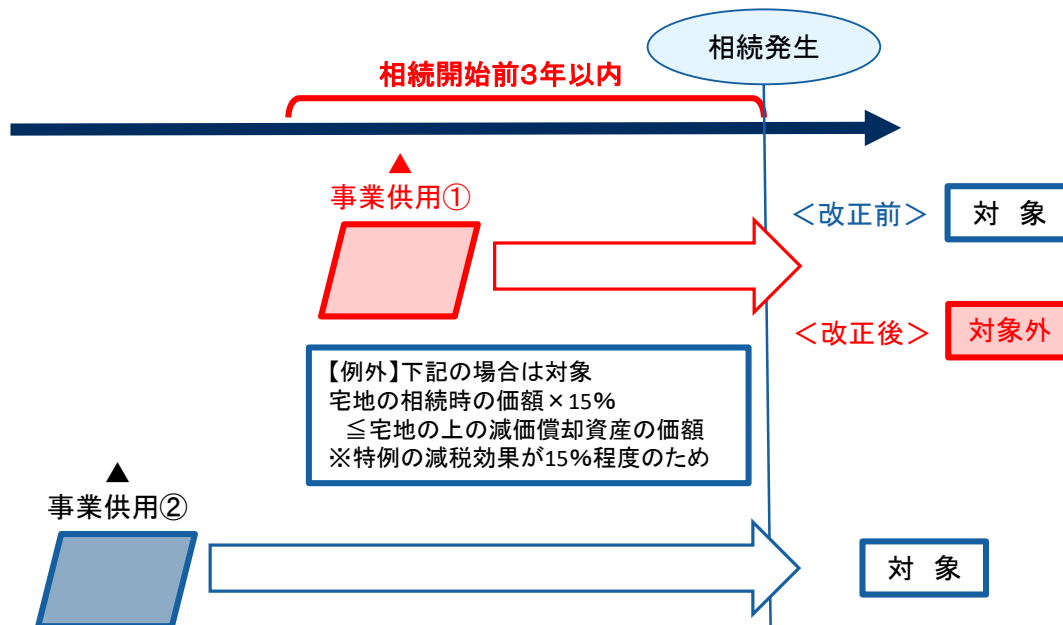 相続発生
相続開始前3年以内
▲
事業供用①
＜改正前＞
対 象
＜改正後＞
対象外
【例外】下記の場合は対象
宅地の相続時の価額×15%
≦宅地の上の減価償却資産の価額
※特例の減税効果が15%程度のため
▲
事業供用②
対 象